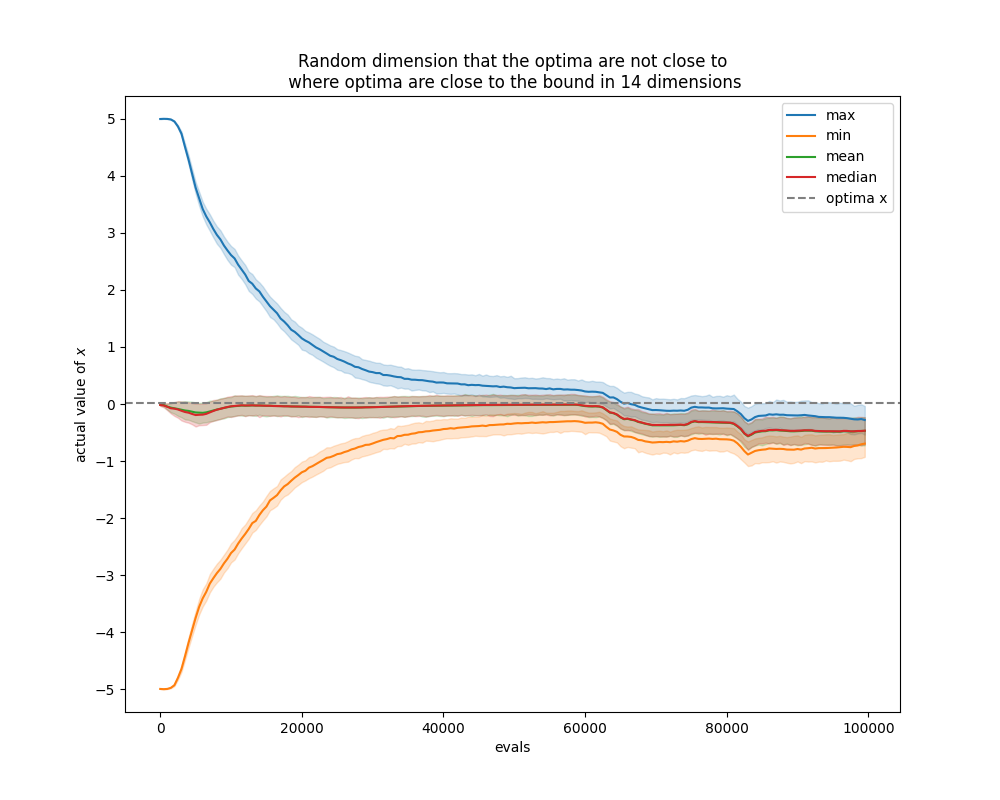 Random dimension that the optima are not close to
where optima are close to the bound in 14 dimensions
max
min
mean
median
optima x
5
4
3
2
1
0
−1
−2
−3
−4
−5
actual value of x
0
20000
40000
60000
80000
100000
evals